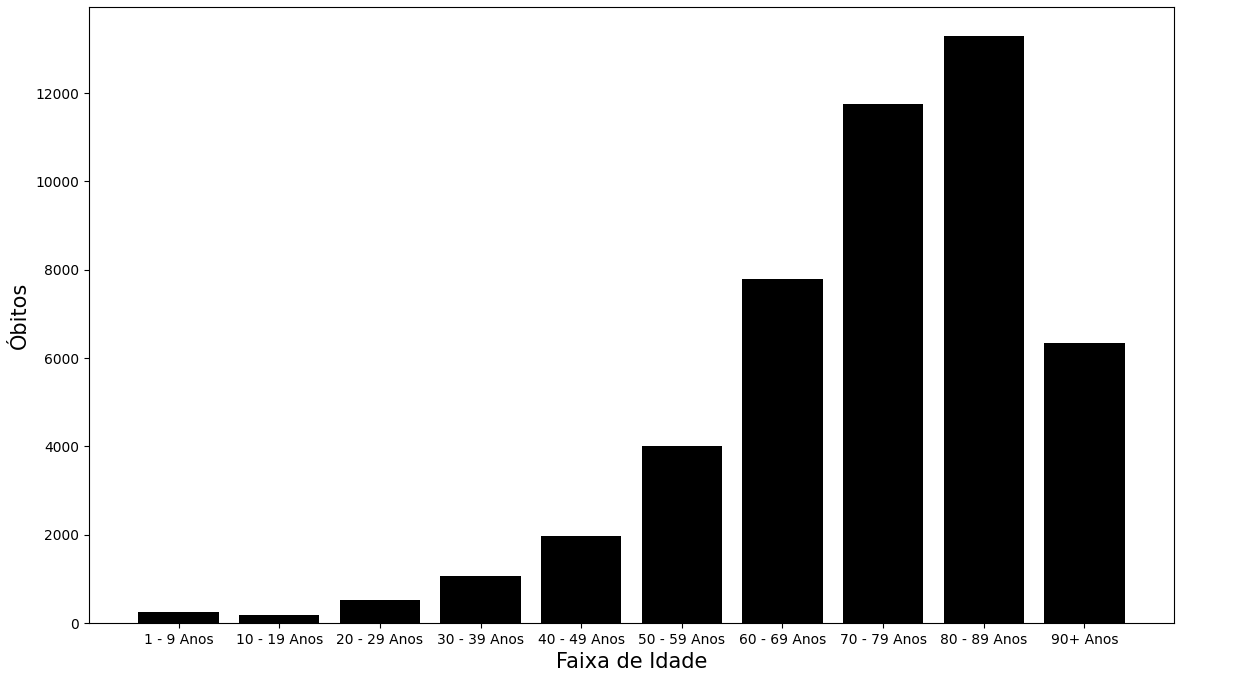 Óbitos
12000
10000
8000
6000
4000
2000
0
1 - 9 Anos 10 - 19 Anos 20 - 29 Anos 30 - 39 Anos 40 - 49 Anos 50 - 59 Anos 60 - 69 Anos 70 - 79 Anos 80 - 89 Anos 90+ Anos
Faixa de Idade